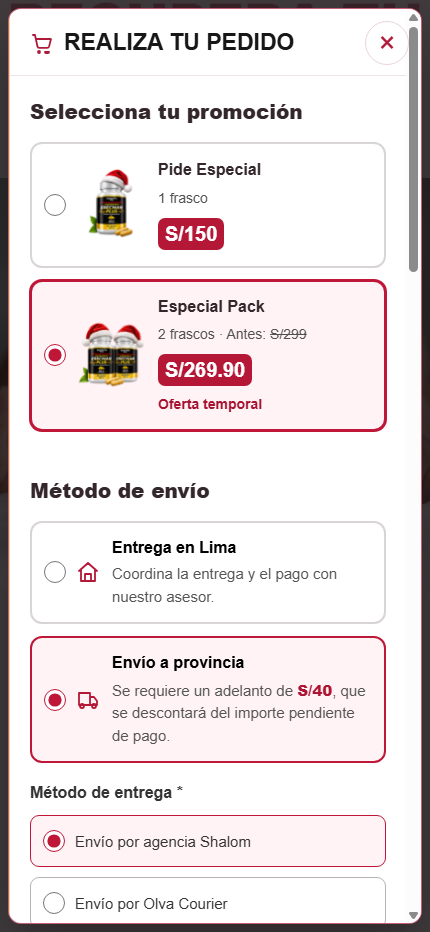 REALIZA TU PEDIDO
Selecciona tu promoción
Pide Especial
1 frasco
S/150
Especial Pack
2 frascos · Antes: S/299
S/269.90
Oferta temporal
Método de envío
Entrega en Lima
Coordina la entrega y el pago con
nuestro asesor.
Envío a provincia
Se requiere un adelanto de S/40, que
se descontará del importe pendiente
de pago.
Método de entrega *
Envío por agencia Shalom
Envío por Olva Courier